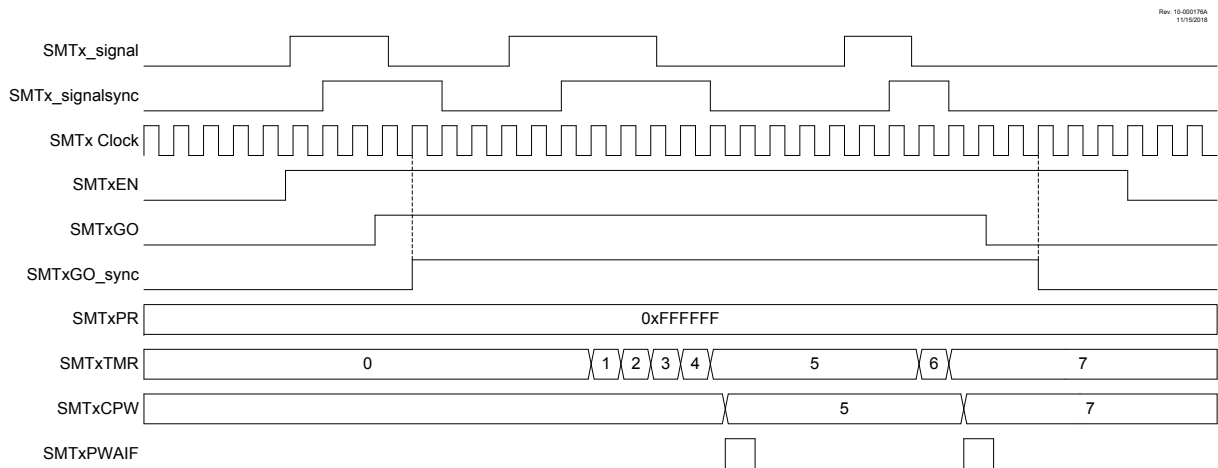 Rev. 10-000176A
11/15/2018
SMTx_signal
SMTx_signalsync
SMTx Clock
SMTxEN
SMTxGO
SMTxGO_sync
SMTxPR 0xFFFFFF
SMTxTMR 0 1 2 3 4 5 6 7
SMTxCPW 5 7
SMTxPWAIF